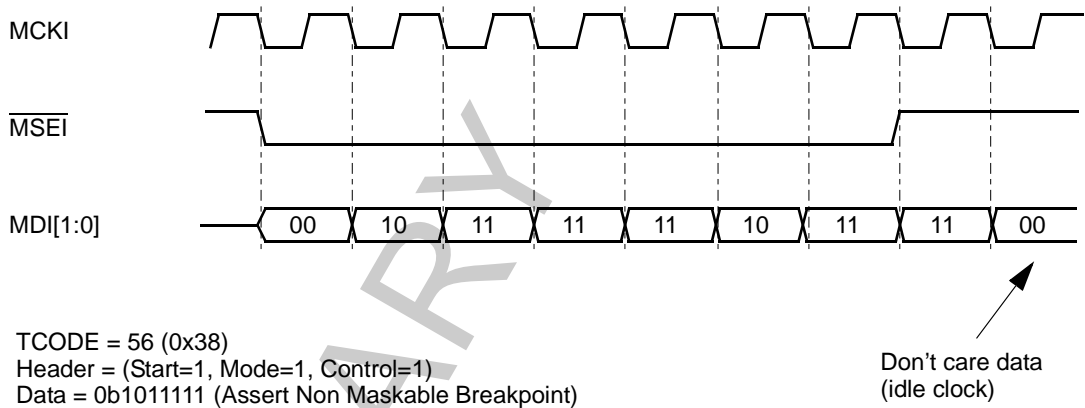 MCKI
MSEI
MDI[1:0] 00 10 11 11 11 10 11 11 00
TCODE = 56 (0x38)
Header = (Start=1, Mode=1, Control=1)
Data = 0b1011111 (Assert Non Maskable Breakpoint)
Don't care data
(idle clock)
ARY